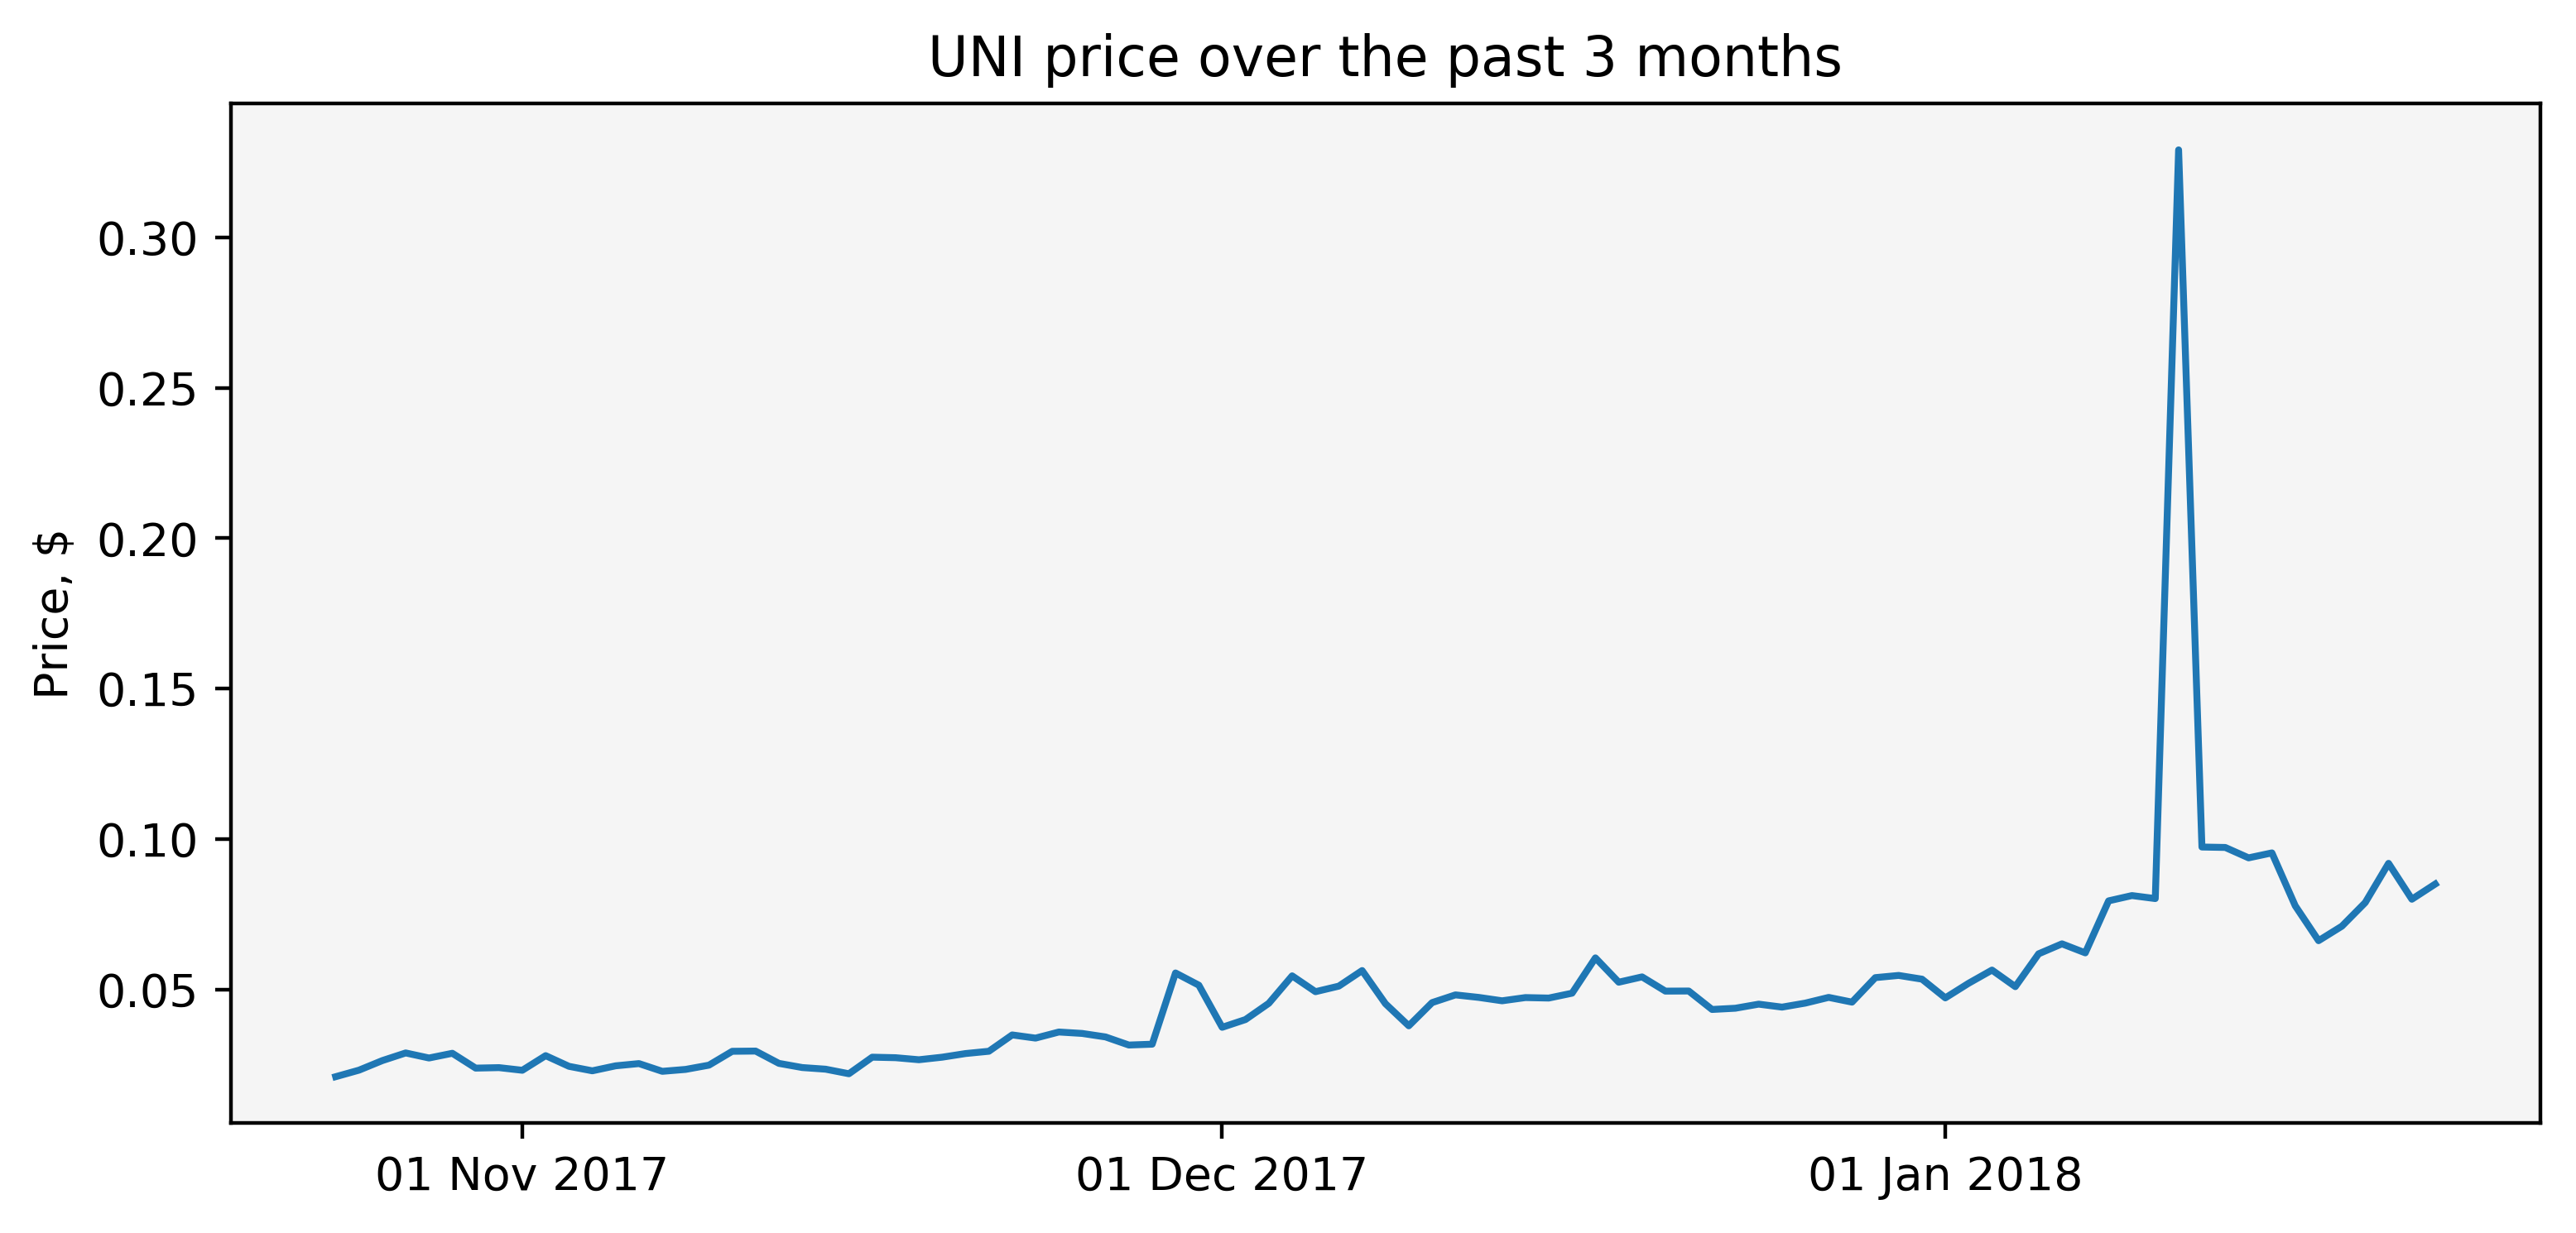 UNI price over the past 3 months
Price, $
0.30
0.25
0.20
0.15
0.10
0.05
01 Nov 2017
01 Dec 2017
01 Jan 2018